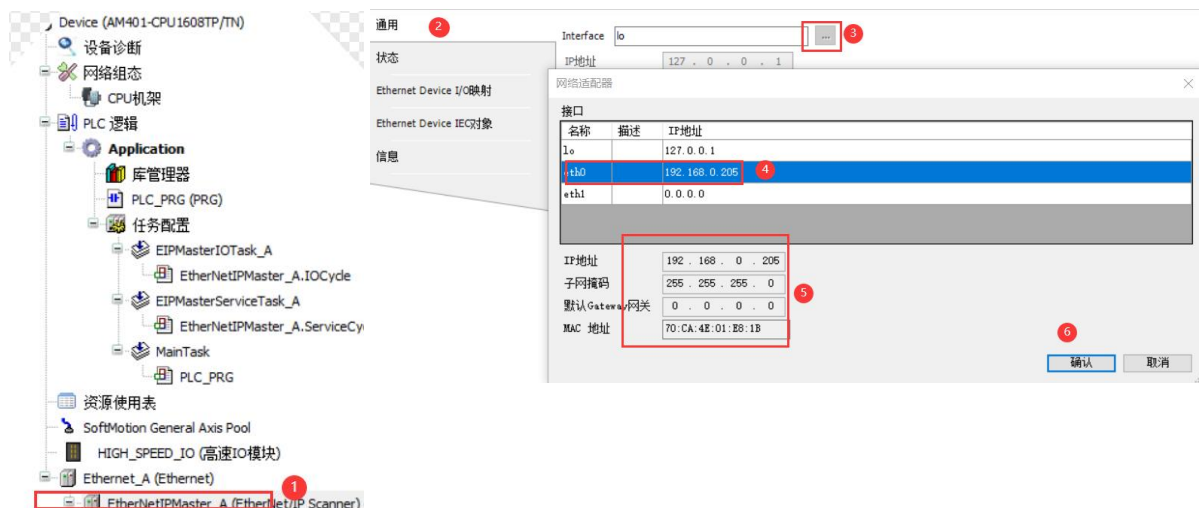 Device (AM401-CPU1608TP/TN)
设备诊断
网络组态
CPU机架
PLC 逻辑
Application
库管理器
PLC_PRG (PRG)
任务配置
EIPMasterIOTask_A
EtherNetIPMaster_A.IOCycle
EIPMasterServiceTask_A
EtherNetIPMaster_A.ServiceCy
MainTask
PLC_PRG
资源使用表
SoftMotion General Axis Pool
HIGH_SPEED_IO (高速IO模块)
Ethernet_A (Ethernet)
1
EtherNetIPMaster_A (EtherNet/IP Scanner)
通用
2
状态
Ethernet Device I/O映射
Ethernet Device IEC对象
信息
Interface lo ... 3
IP地址 127 . 0 . 0 . 1
网络适配器
接口
名称 描述 IP地址
lo 127.0.0.1
eth0 192.168.0.205 4
eth1 0.0.0.0
IP地址 192 . 168 . 0 . 205
子网掩码 255 . 255 . 255 . 0
5
默认Gateway网关 0 . 0 . 0 . 0
MAC 地址 70:CA:4E:01:E8:1B
6
确认 取消